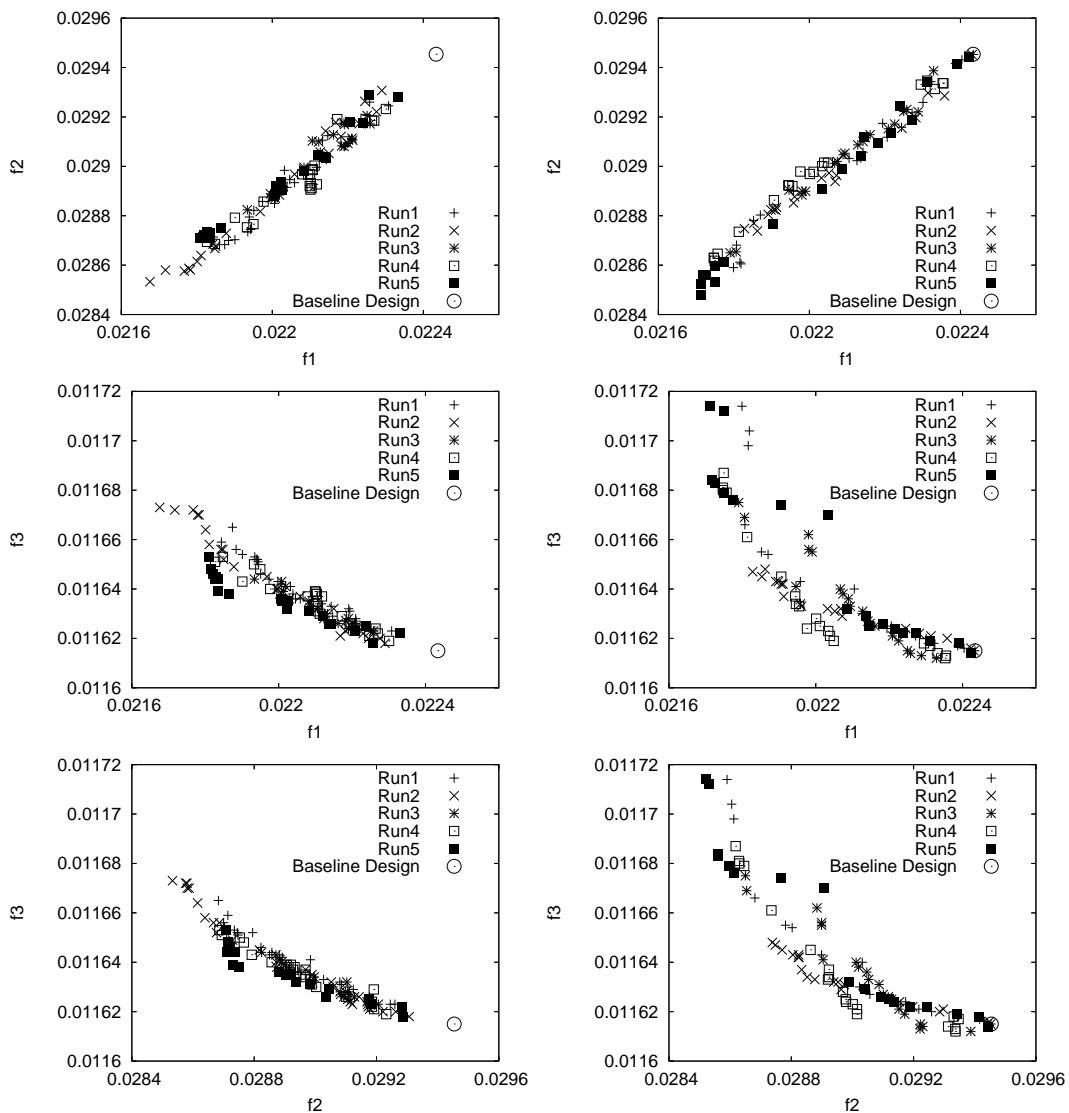 0.0296
0.0294
0.0292
0.029
0.0288
0.0286
0.0284
0.0216
0.022
0.0224
f2
f1
Run1
Run2
Run3
Run4
Run5
Baseline Design
0.0296
0.0294
0.0292
0.029
0.0288
0.0286
0.0284
0.0216
0.022
0.0224
f2
f1
Run1
Run2
Run3
Run4
Run5
Baseline Design
0.01172
0.0117
0.01168
0.01166
0.01164
0.01162
0.0116
0.0216
0.022
0.0224
f3
f1
Run1
Run2
Run3
Run4
Run5
Baseline Design
0.01172
0.0117
0.01168
0.01166
0.01164
0.01162
0.0116
0.0216
0.022
0.0224
f3
f1
Run1
Run2
Run3
Run4
Run5
Baseline Design
0.01172
0.0117
0.01168
0.01166
0.01164
0.01162
0.0116
0.0284
0.0288
0.0292
0.0296
f3
f2
Run1
Run2
Run3
Run4
Run5
Baseline Design
0.01172
0.0117
0.01168
0.01166
0.01164
0.01162
0.0116
0.0284
0.0288
0.0292
0.0296
f3
f2
Run1
Run2
Run3
Run4
Run5
Baseline Design